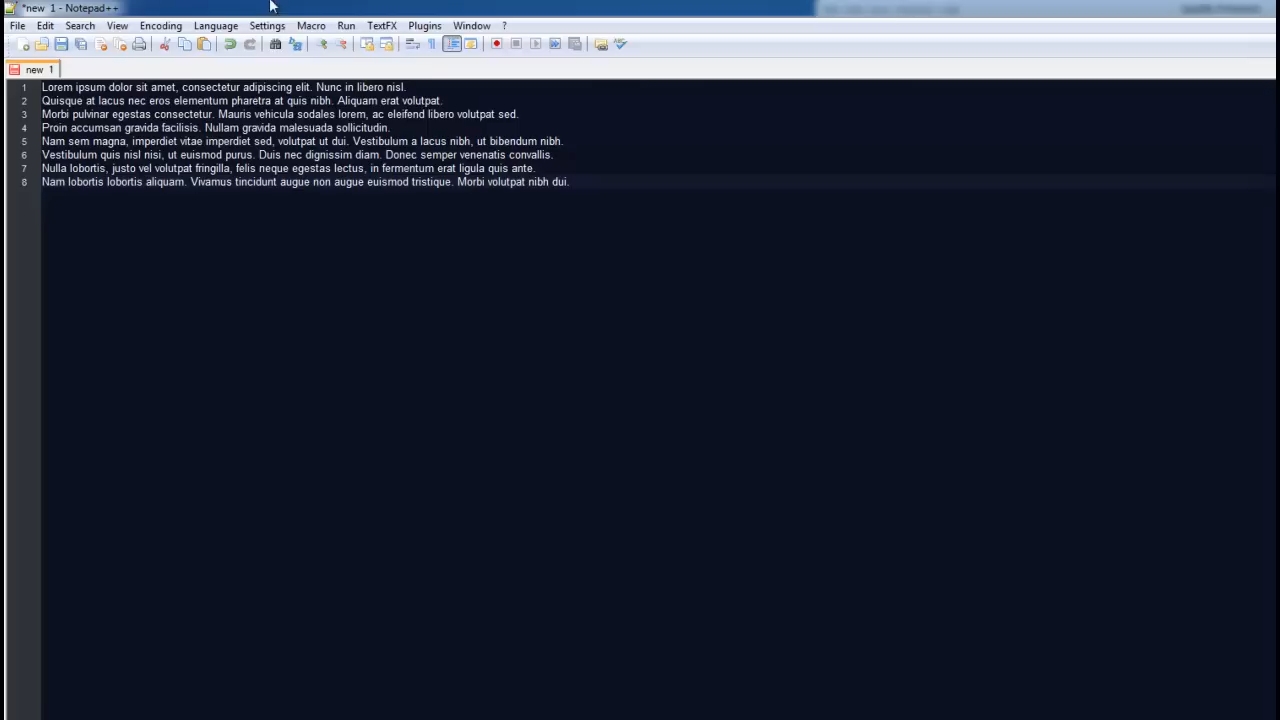 *new 1 - Notepad++
File Edit Search View Encoding Language Settings Macro Run TextFX Plugins Window ?
new 1
1 Lorem ipsum dolor sit amet, consectetur adipiscing elit. Nunc in libero nisl.
2 Quisque at lacus nec eros elementum pharetra at quis nibh. Aliquam erat volutpat.
3 Morbi pulvinar egestas consectetur. Mauris vehicula sodales lorem, ac eleifend libero volutpat sed.
4 Proin accumsan gravida facilisis. Nullam gravida malesuada sollicitudin.
5 Nam sem magna, imperdiet vitae imperdiet sed, volutpat ut dui. Vestibulum a lacus nibh, ut bibendum nibh.
6 Vestibulum quis nisl nisi, ut euismod purus. Duis nec dignissim diam. Donec semper venenatis convallis.
7 Nulla lobortis, justo vel volutpat fringilla, felis neque egestas lectus, in fermentum erat ligula quis ante.
8 Nam lobortis lobortis aliquam. Vivamus tincidunt augue non augue euismod tristique. Morbi volutpat nibh dui.